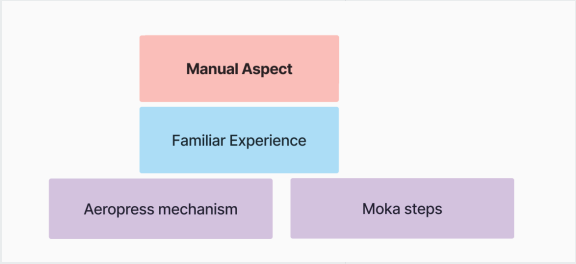 Manual Aspect
Familiar Experience
Aeropress mechanism
Moka steps